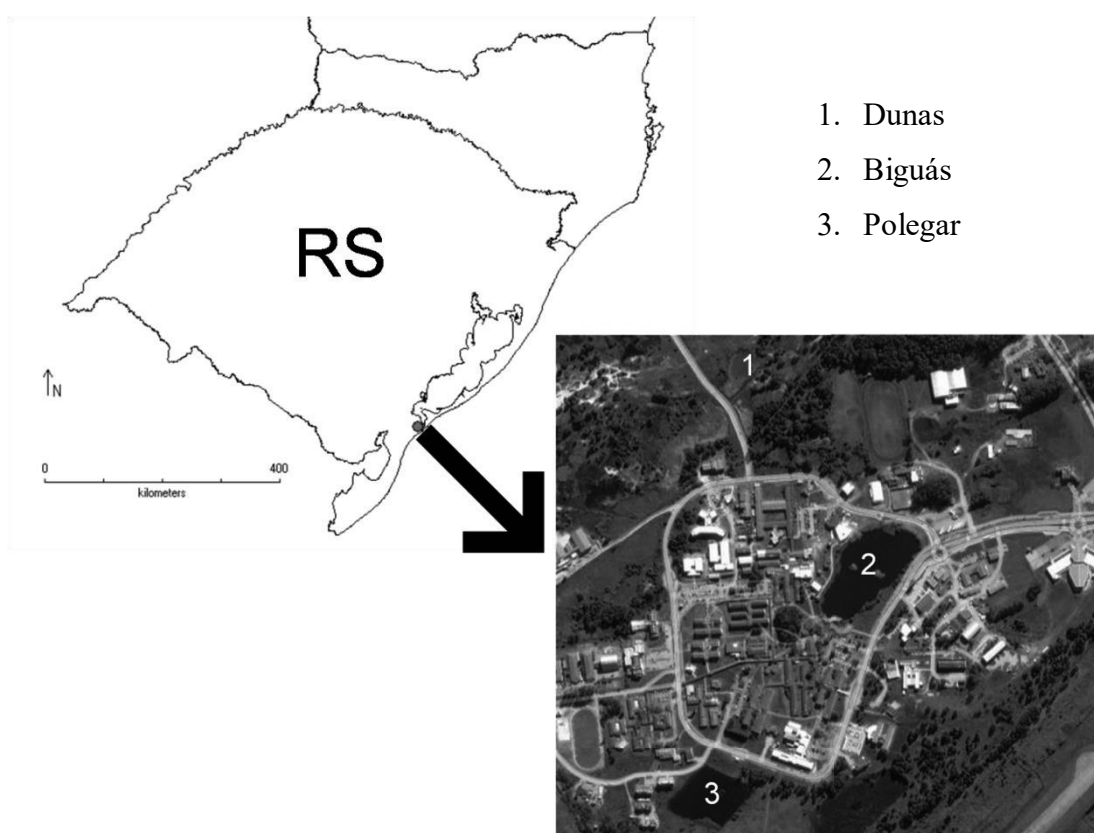 1. Dunas
2. Biguás
3. Polegar
RS
N
0 400
kilometers
1
2
3